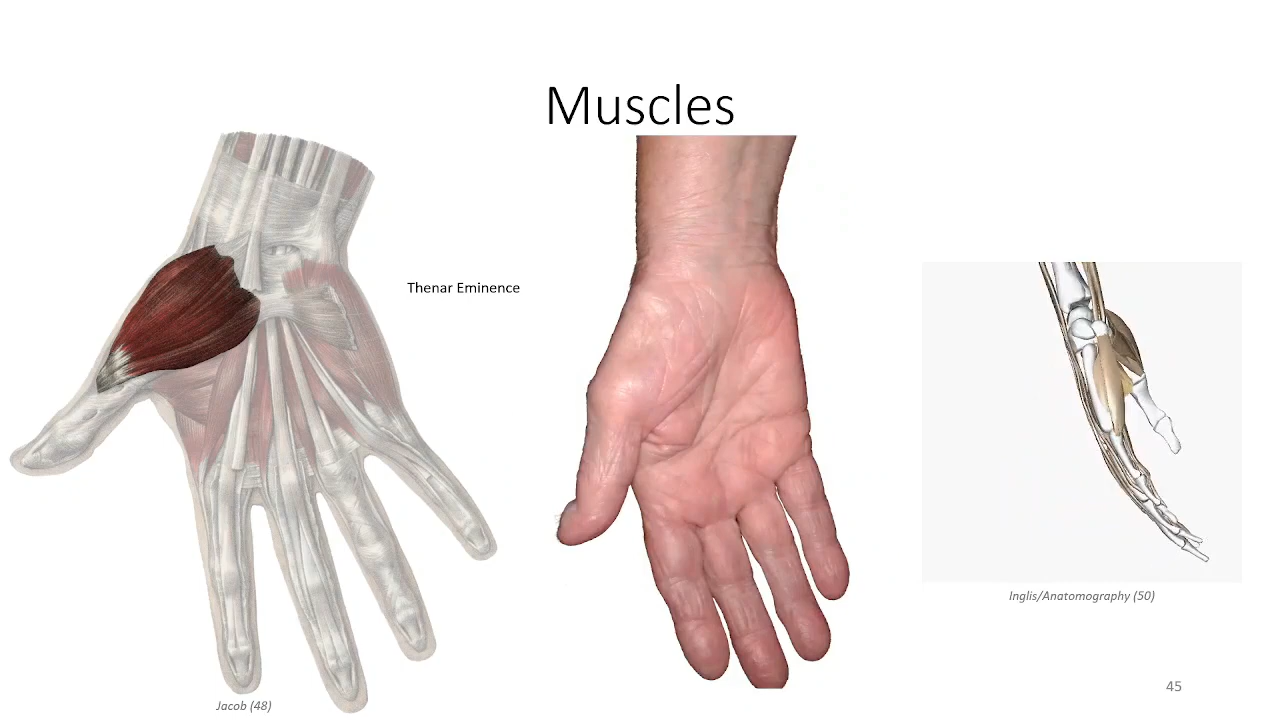 Muscles
Thenar Eminence
Inglis/Anatomography (50)
45
Jacob (48)